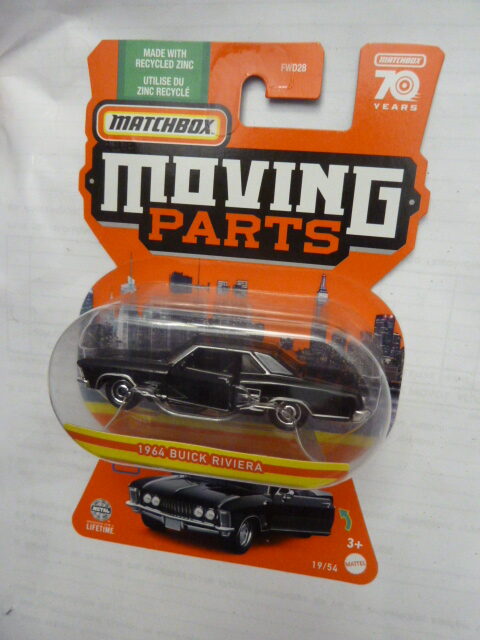 MADE WITH
RECYCLED ZINC
UTILISE DU
ZINC RECYCLÉ
FWD28
MATCHBOX
70
YEARS
MATCHBOX
MOVING
PARTS
1964 BUICK RIVIERA
METAL
LIFETIME
3+
19/54
MATTEL